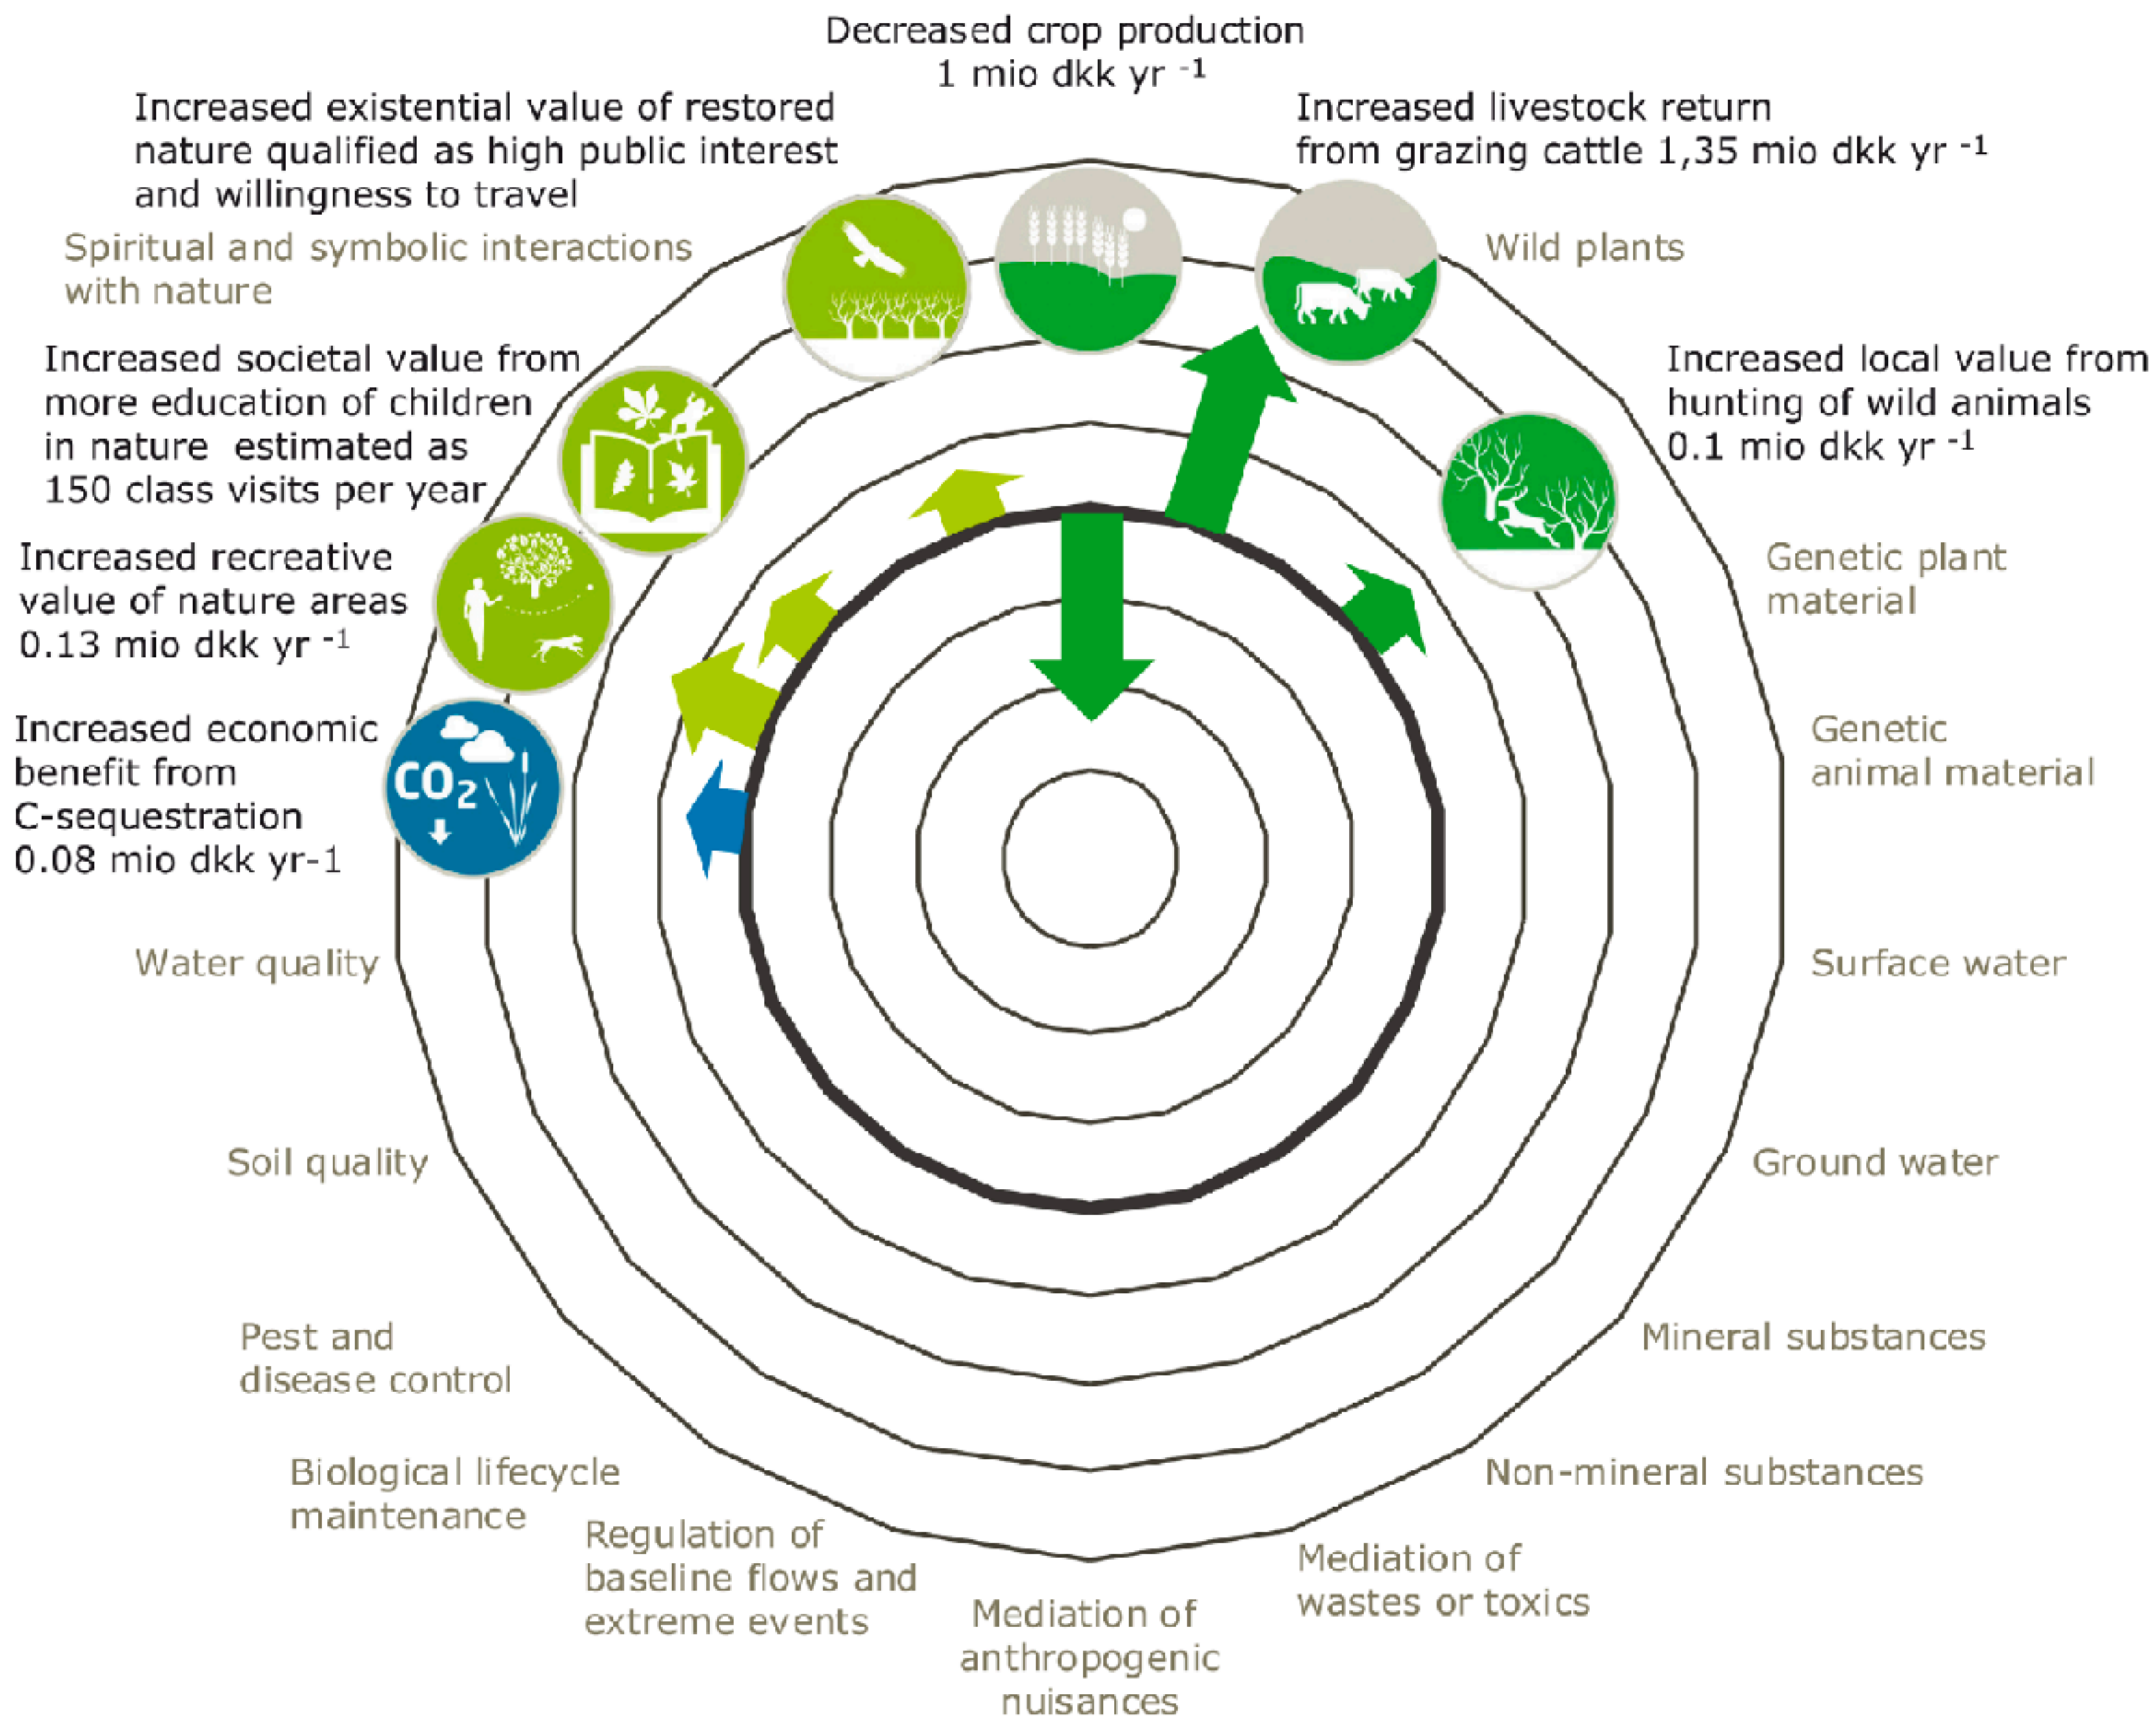 Decreased crop production
1 mio dkk yr -1
Increased existential value of restored
nature qualified as high public interest
and willingness to travel
Increased livestock return
from grazing cattle 1,35 mio dkk yr -1
Spiritual and symbolic interactions
with nature
Wild plants
Increased societal value from
more education of children
in nature estimated as
150 class visits per year
Increased local value from
hunting of wild animals
0.1 mio dkk yr -1
Increased recreative
value of nature areas
0.13 mio dkk yr -1
Genetic plant
material
Increased economic
benefit from
C-sequestration
0.08 mio dkk yr-1
CO2
Genetic
animal material
Water quality
Surface water
Soil quality
Ground water
Pest and
disease control
Mineral substances
Biological lifecycle
maintenance
Non-mineral substances
Regulation of
baseline flows and
extreme events
Mediation of
wastes or toxics
Mediation of
anthropogenic
nuisances